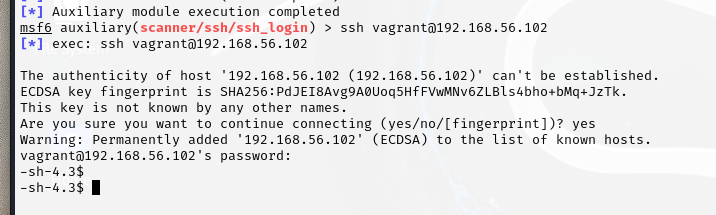 [*] Auxiliary module execution completed
msf6 auxiliary(scanner/ssh/ssh_login) > ssh vagrant@192.168.56.102
[*] exec: ssh vagrant@192.168.56.102
The authenticity of host '192.168.56.102 (192.168.56.102)' can't be established.
ECDSA key fingerprint is SHA256:PdJEI8Avg9A0Uoq5HfFVwMNv6ZLBls4bho+bMq+JzTk.
This key is not known by any other names.
Are you sure you want to continue connecting (yes/no/[fingerprint])? yes
Warning: Permanently added '192.168.56.102' (ECDSA) to the list of known hosts.
vagrant@192.168.56.102's password:
-sh-4.3$
-sh-4.3$